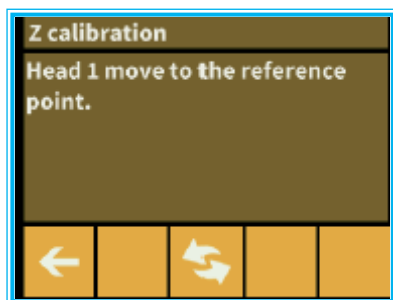 Z calibration
Head 1 move to the reference
point.